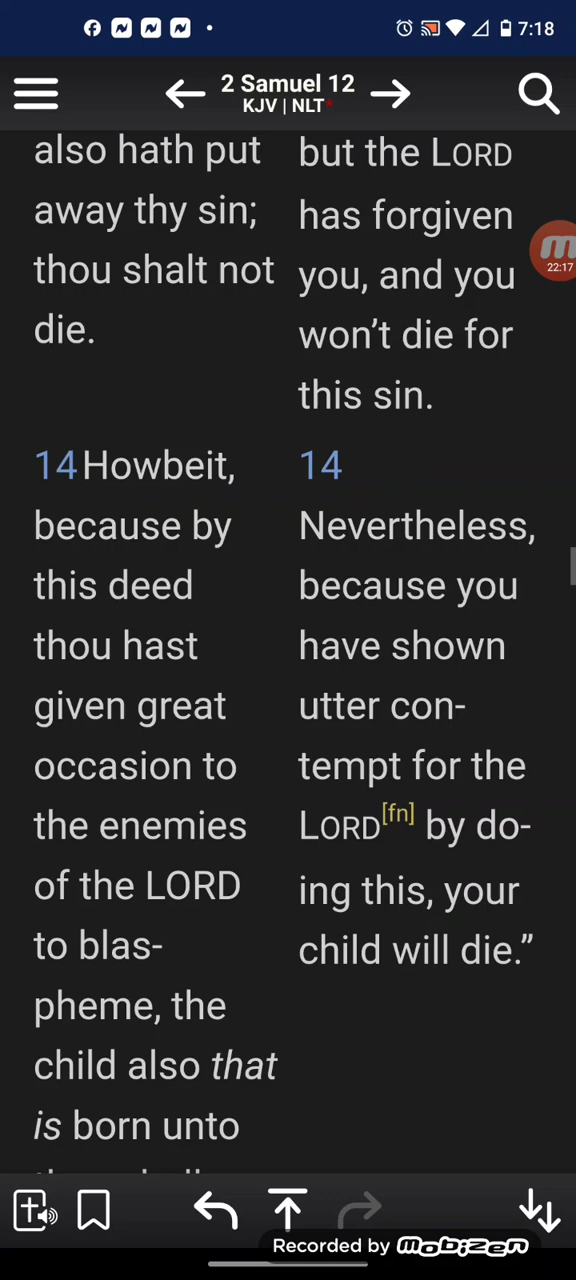 7:18
2 Samuel 12
KJV | NLT*
22:17
also hath put
away thy sin;
thou shalt not
die.
14 Howbeit,
because by
this deed
thou hast
given great
occasion to
the enemies
of the LORD
to blas-
pheme, the
child also that
is born unto
but the LORD
has forgiven
you, and you
won’t die for
this sin.
14
Nevertheless,
because you
have shown
utter con-
tempt for the
LORD[fn] by do-
ing this, your
child will die.”
Recorded by mobizen